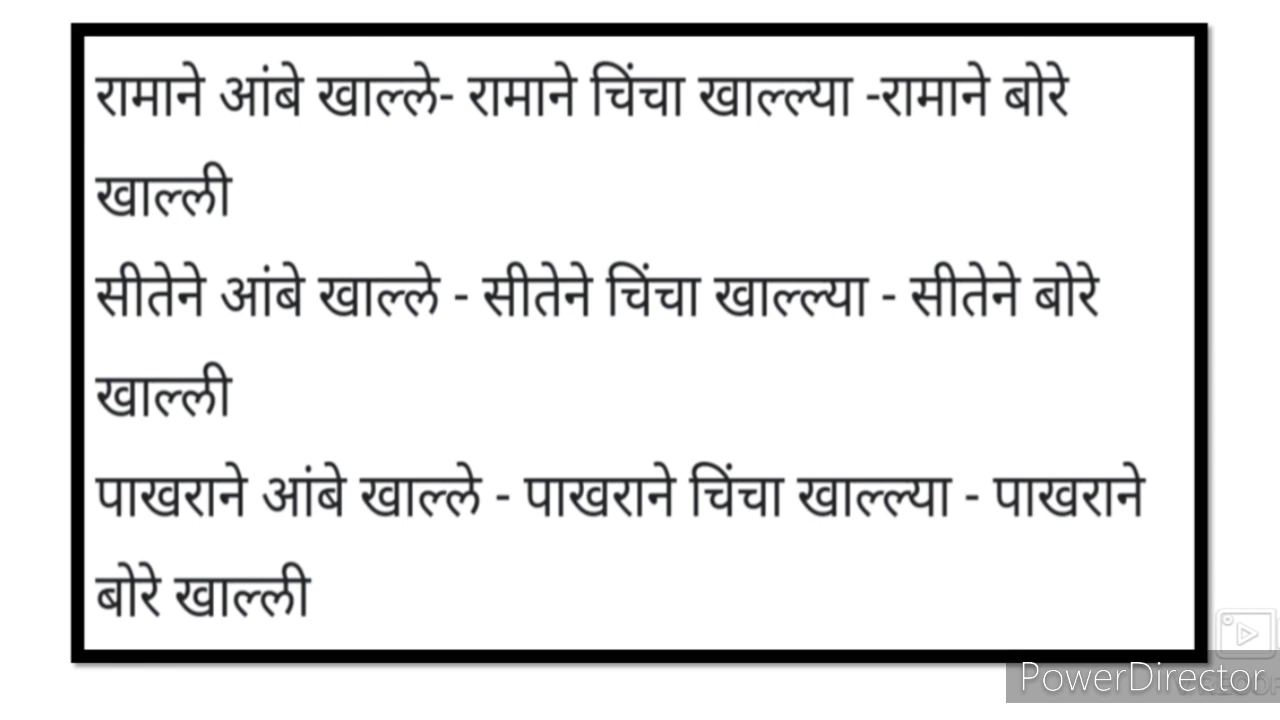 रामाने आंबे खाल्ले- रामाने चिंचा खाल्ल्या -रामाने बोरे
खाल्ली
सीतेने आंबे खाल्ले - सीतेने चिंचा खाल्ल्या - सीतेने बोरे
खाल्ली
पाखराने आंबे खाल्ले - पाखराने चिंचा खाल्ल्या - पाखराने
बोरे खाल्ली
PowerDirector